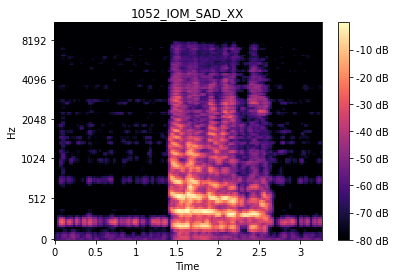 1052_IOM_SAD_XX
8192
4096
2048
1024
512
0
Hz
0 0.5 1 1.5 2 2.5 3
Time
-10 dB
-20 dB
-30 dB
-40 dB
-50 dB
-60 dB
-70 dB
-80 dB